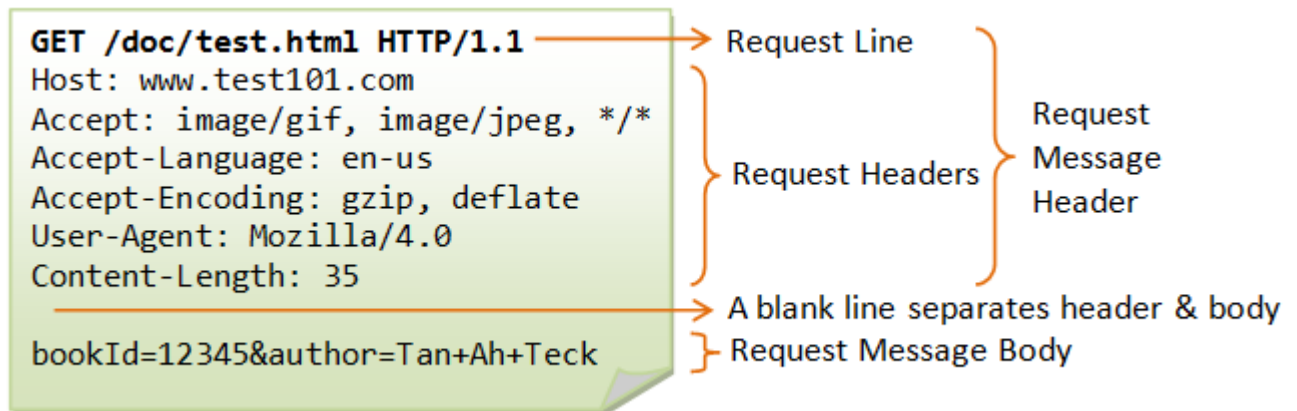 GET /doc/test.html HTTP/1.1
Host: www.test101.com
Accept: image/gif, image/jpeg, */*
Accept-Language: en-us
Accept-Encoding: gzip, deflate
User-Agent: Mozilla/4.0
Content-Length: 35
bookId=12345&author=Tan+Ah+Teck
Request Line
Request Headers
Request
Message
Header
A blank line separates header & body
Request Message Body